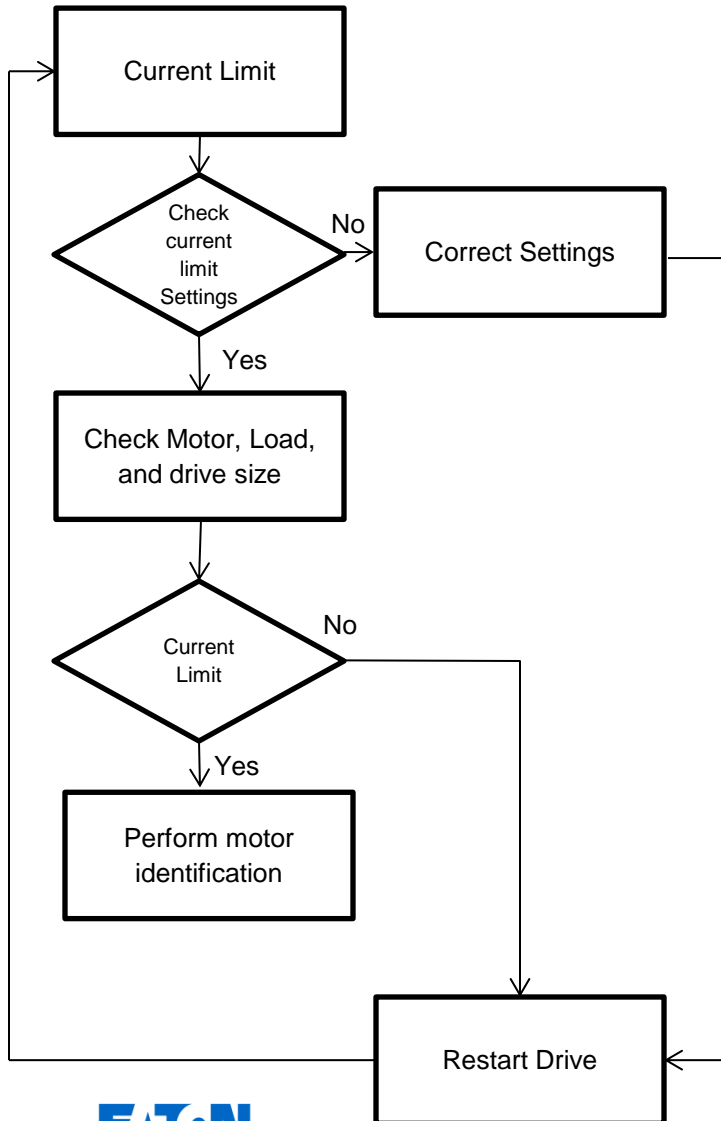 Current Limit
Check
current
limit
Settings
No
Correct Settings
Yes
Check Motor, Load,
and drive size
Current
Limit
No
Yes
Perform motor
identification
Restart Drive
EATON